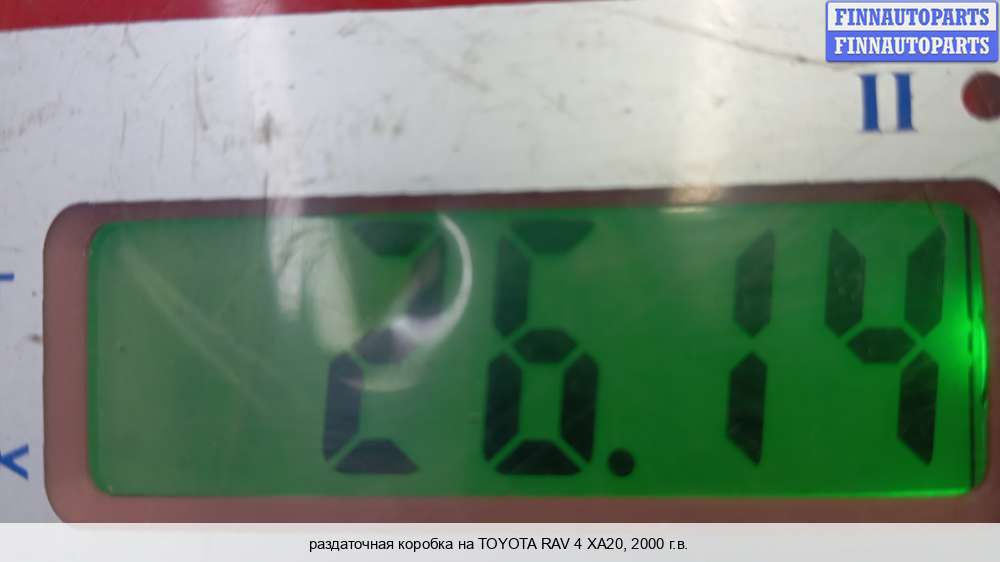 FINNAUTOPARTS
FINNAUTOPARTS
II
26.14
раздаточная коробка на TOYOTA RAV 4 XA20, 2000 г.в.